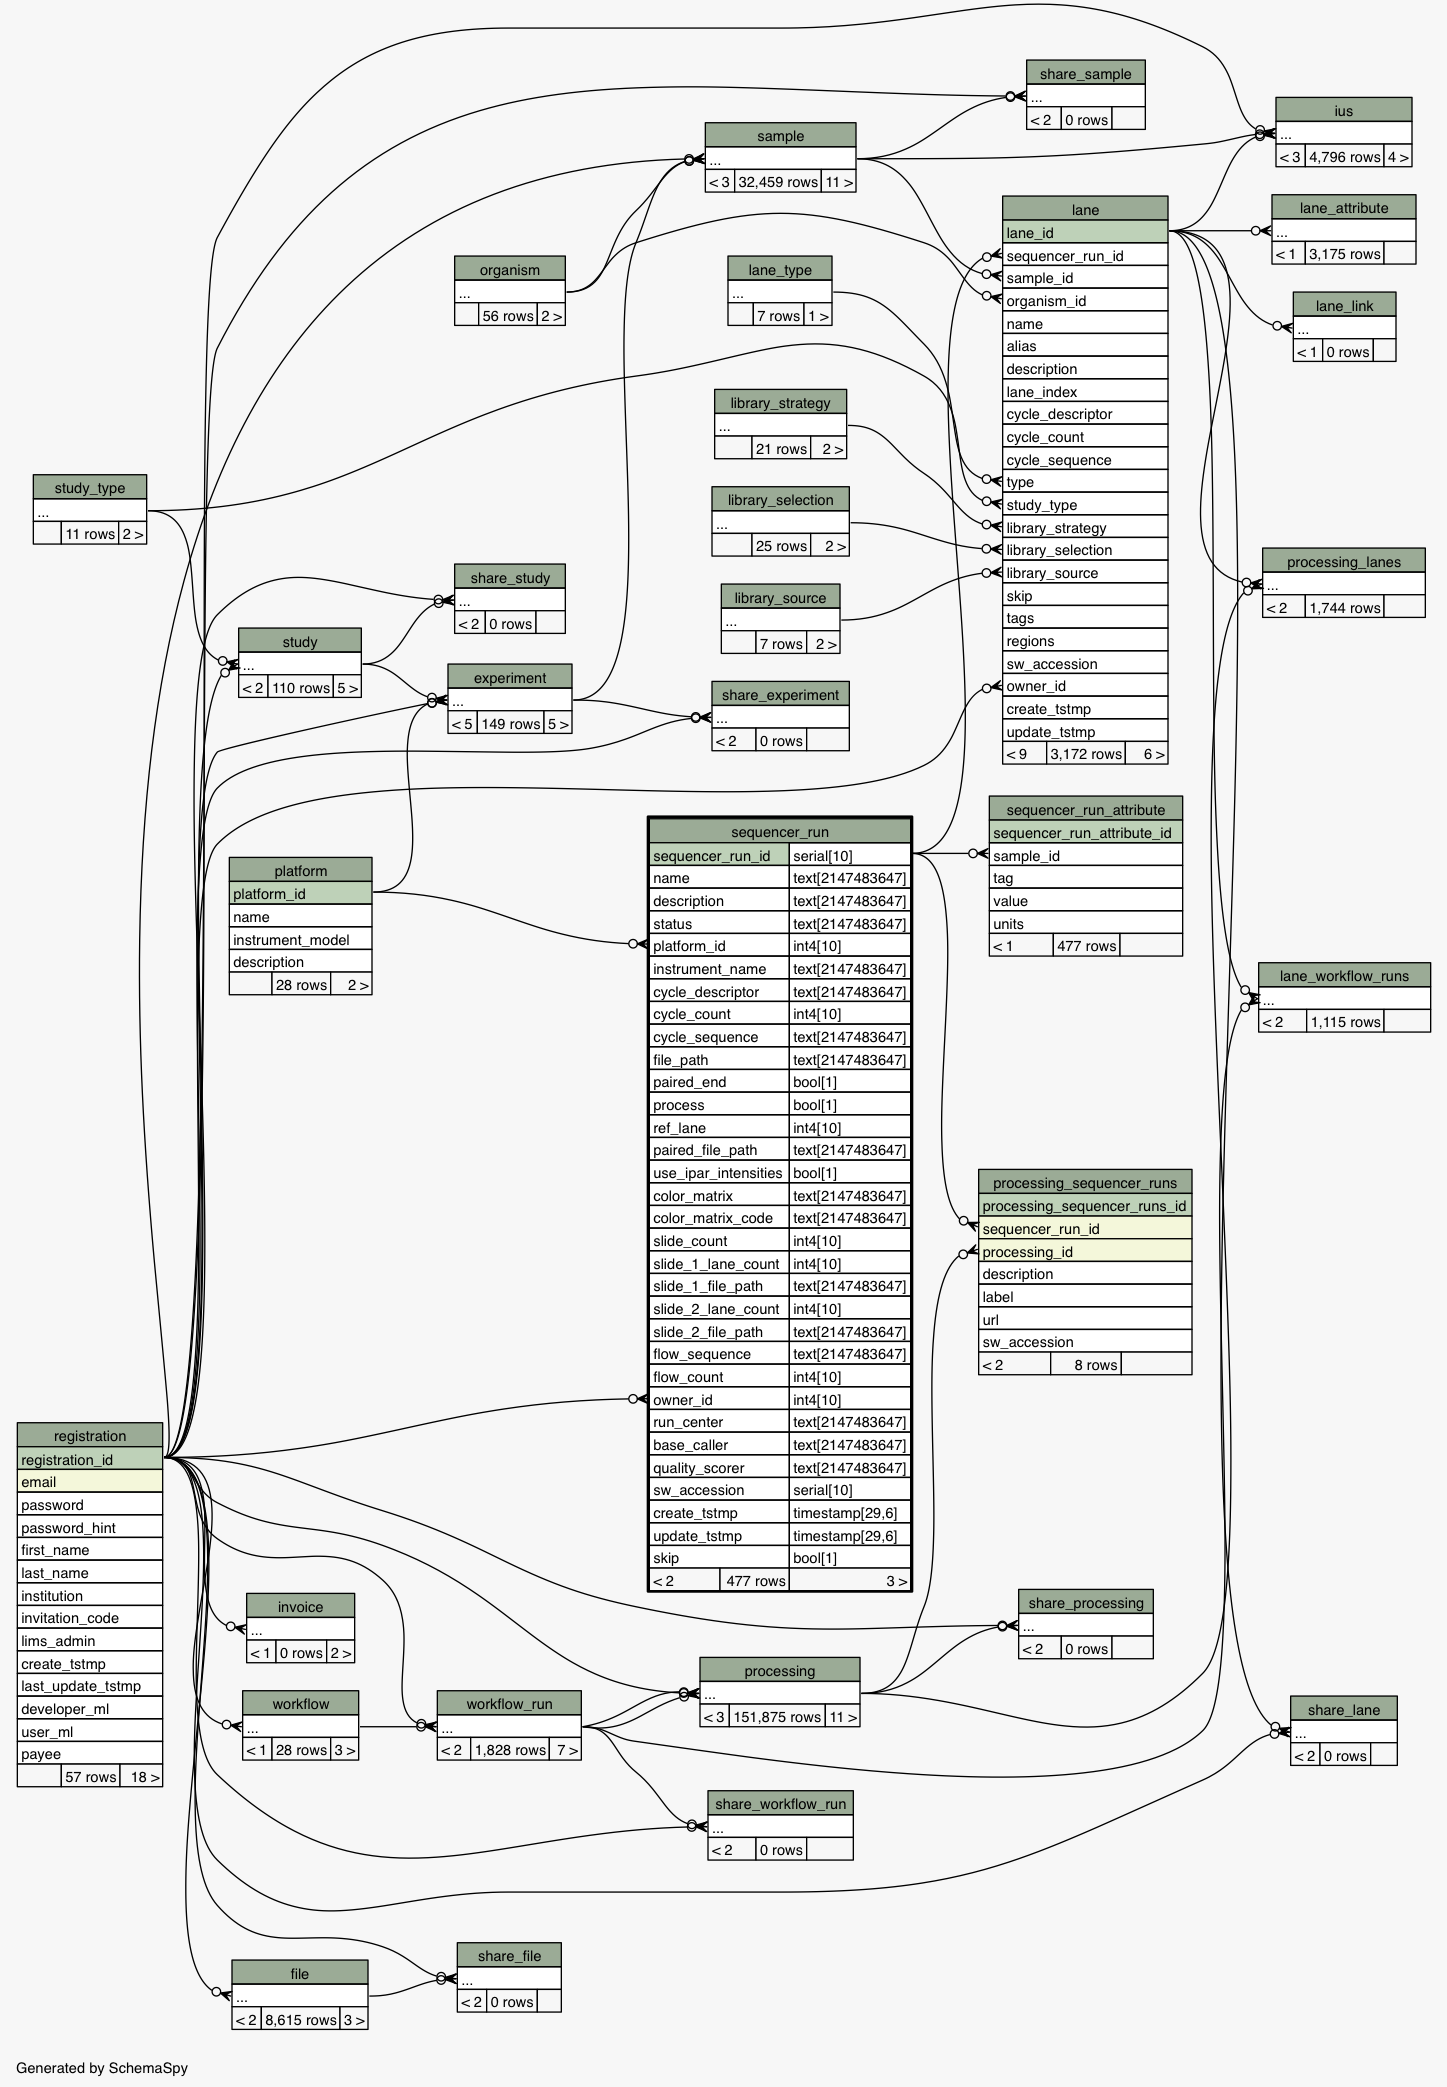 share_sample
...
< 2 0 rows
ius
...
< 3 4,796 rows 4 >
sample
...
< 3 32,459 rows 11 >
lane
lane_id
sequencer_run_id
sample_id
organism_id
name
alias
description
lane_index
cycle_descriptor
cycle_count
cycle_sequence
type
study_type
library_strategy
library_selection
library_source
skip
tags
regions
sw_accession
owner_id
create_tstmp
update_tstmp
< 9 3,172 rows 6 >
lane_attribute
...
< 1 3,175 rows
organism
...
56 rows 2 >
lane_type
...
7 rows 1 >
lane_link
...
< 1 0 rows
library_strategy
...
21 rows 2 >
study_type
...
11 rows 2 >
library_selection
...
25 rows 2 >
processing_lanes
...
< 2 1,744 rows
share_study
...
< 2 0 rows
library_source
...
7 rows 2 >
study
...
< 2 110 rows 5 >
experiment
...
< 5 149 rows 5 >
share_experiment
...
< 2 0 rows
sequencer_run_attribute
sequencer_run_attribute_id
sample_id
tag
value
units
< 1 477 rows
platform
platform_id
name
instrument_model
description
28 rows 2 >
sequencer_run
sequencer_run_id serial[10]
name text[2147483647]
description text[2147483647]
status text[2147483647]
platform_id int4[10]
instrument_name text[2147483647]
cycle_descriptor text[2147483647]
cycle_count int4[10]
cycle_sequence text[2147483647]
file_path text[2147483647]
paired_end bool[1]
process bool[1]
ref_lane int4[10]
paired_file_path text[2147483647]
use_ipar_intensities bool[1]
color_matrix text[2147483647]
color_matrix_code text[2147483647]
slide_count int4[10]
slide_1_lane_count int4[10]
slide_1_file_path text[2147483647]
slide_2_lane_count int4[10]
slide_2_file_path text[2147483647]
flow_sequence text[2147483647]
flow_count int4[10]
owner_id int4[10]
run_center text[2147483647]
base_caller text[2147483647]
quality_scorer text[2147483647]
sw_accession serial[10]
create_tstmp timestamp[29,6]
update_tstmp timestamp[29,6]
skip bool[1]
< 2 477 rows 3 >
lane_workflow_runs
...
< 2 1,115 rows
processing_sequencer_runs
processing_sequencer_runs_id
sequencer_run_id
processing_id
description
label
url
sw_accession
< 2 8 rows
registration
registration_id
email
password
password_hint
first_name
last_name
institution
invitation_code
lims_admin
create_tstmp
last_update_tstmp
developer_ml
user_ml
payee
57 rows 18 >
invoice
...
< 1 0 rows 2 >
share_processing
...
< 2 0 rows
processing
...
< 3 151,875 rows 11 >
workflow
...
< 1 28 rows 3 >
workflow_run
...
< 2 1,828 rows 7 >
share_lane
...
< 2 0 rows
share_workflow_run
...
< 2 0 rows
share_file
...
< 2 0 rows
file
...
< 2 8,615 rows 3 >
Generated by SchemaSpy